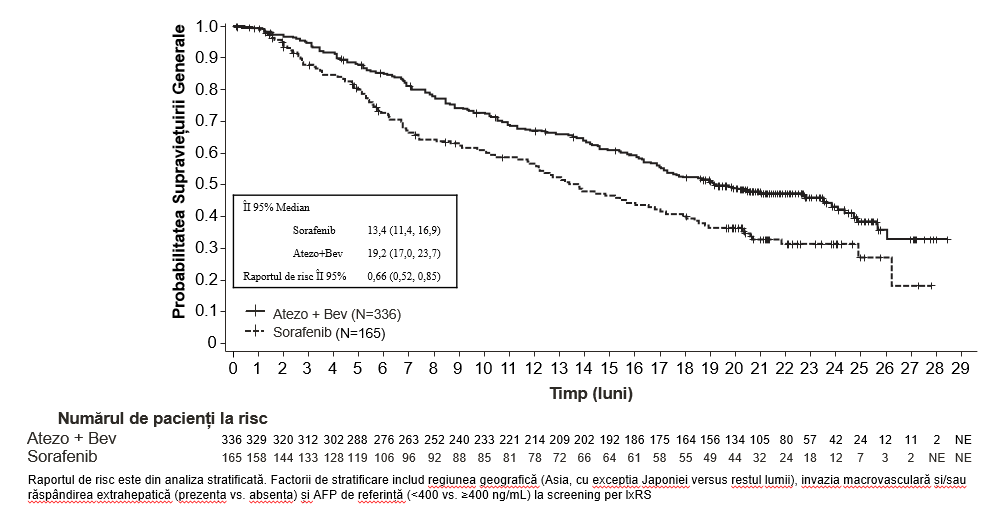 Probabilitatea Supraviețuirii Generale
1.0
0.9
0.8
0.7
0.6
0.5
0.4
0.3
0.2
0.1
0
ÎI 95% Median
Sorafenib 13,4 (11,4, 16,9)
Atezo+Bev 19,2 (17,0, 23,7)
Raportul de risc ÎI 95% 0,66 (0,52, 0,85)
Atezo + Bev (N=336)
Sorafenib (N=165)
0 1 2 3 4 5 6 7 8 9 10 11 12 13 14 15 16 17 18 19 20 21 22 23 24 25 26 27 28 29
Timp (luni)
Numărul de pacienți la risc
Atezo + Bev 336 329 320 312 302 288 276 263 252 240 233 221 214 209 202 192 186 175 164 156 134 105 80 57 42 24 12 11 2 NE
Sorafenib 165 158 144 133 128 119 106 96 92 88 85 81 78 72 66 64 61 58 55 49 44 32 24 18 12 7 3 2 NE NE
Raportul de risc este din analiza stratificată. Factorii de stratificare includ regiunea geografică (Asia, cu excepția Japoniei versus restul lumii), invazia macrovasculară și/sau
răspândirea extrahepatică (prezenta vs. absenta) și AFP de referință (<400 vs. ≥400 ng/mL) la screening per IxRS